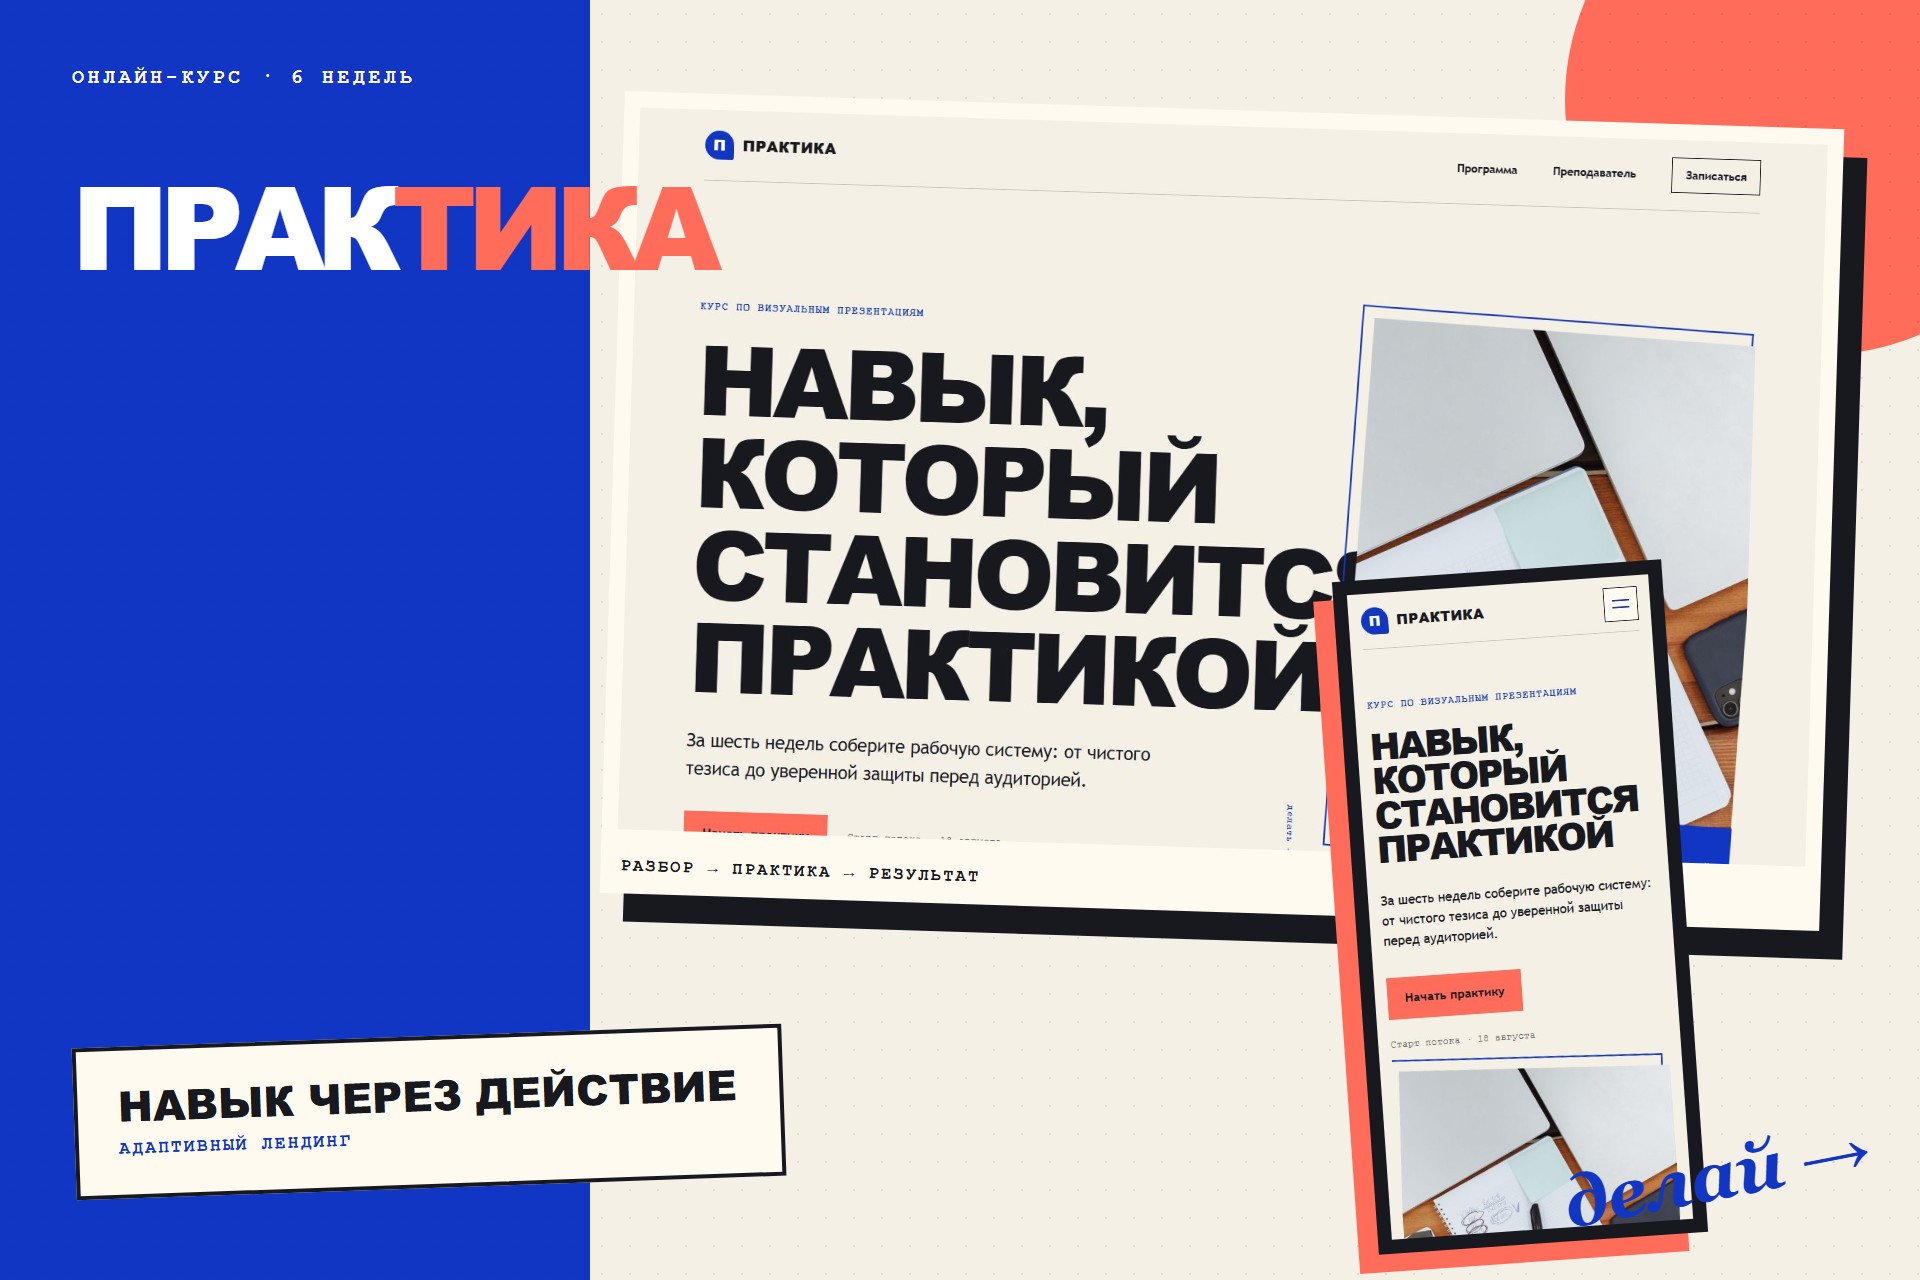 ОНЛАЙН-КУРС · 6 НЕДЕЛЬ
ПРАКТИКА
П ПРАКТИКА
Программа Преподаватель Записаться
КУРС ПО ВИЗУАЛЬНЫМ ПРЕЗЕНТАЦИЯМ
НАВЫК,
КОТОРЫЙ
СТАНОВИТС
ПРАКТИКОЙ
За шесть недель соберите рабочую систему: от чистого
тезиса до уверенной защиты перед аудиторией.
делать
РАЗБОР → ПРАКТИКА → РЕЗУЛЬТАТ
П ПРАКТИКА
КУРС ПО ВИЗУАЛЬНЫМ ПРЕЗЕНТАЦИЯМ
НАВЫК,
КОТОРЫЙ
СТАНОВИТСЯ
ПРАКТИКОЙ
За шесть недель соберите рабочую систему:
от чистого тезиса до уверенной защиты
перед аудиторией.
Начать практику
Старт потока · 18 августа
НАВЫК ЧЕРЕЗ ДЕЙСТВИЕ
АДАПТИВНЫЙ ЛЕНДИНГ
делай →